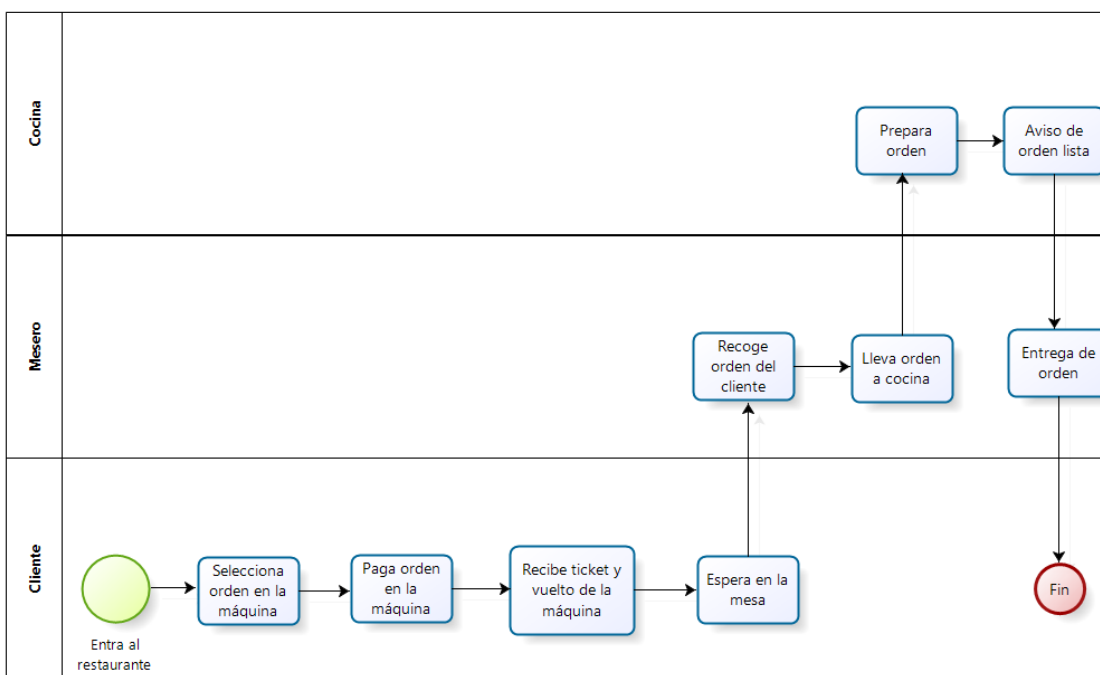 Cocina
Prepara
orden
Aviso de
orden lista
Mesero
Recoge
orden del
cliente
Lleva orden
a cocina
Entrega de
orden
Cliente
Entra al
restaurante
Selecciona
orden en la
máquina
Paga orden
en la
máquina
Recibe ticket y
vuelto de la
máquina
Espera en la
mesa
Fin